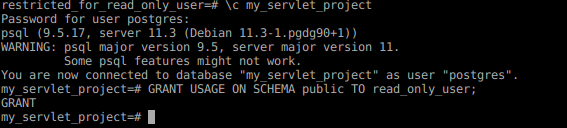 restricted_for_read_only_user=# \c my_servlet_project
Password for user postgres:
psql (9.5.17, server 11.3 (Debian 11.3-1.pgdg90+1))
WARNING: psql major version 9.5, server major version 11.
         Some psql features might not work.
You are now connected to database "my_servlet_project" as user "postgres".
my_servlet_project=# GRANT USAGE ON SCHEMA public TO read_only_user;
GRANT
my_servlet_project=#